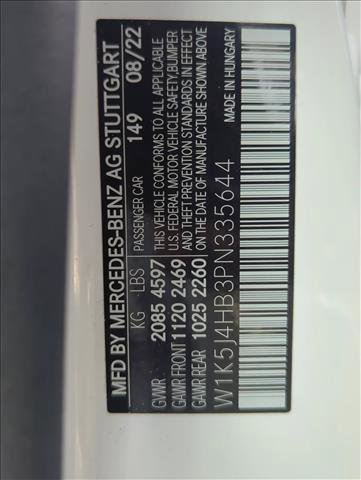 MFD BY MERCEDES-BENZ AG STUTTGART
PASSENGER CAR 149 08/22
KG LBS
GVWR 2085 4597
GAWR FRONT 1120 2469
GAWR REAR 1025 2260
THIS VEHICLE CONFORMS TO ALL APPLICABLE
U.S. FEDERAL MOTOR VEHICLE SAFETY, BUMPER
AND THEFT PREVENTION STANDARDS IN EFFECT
ON THE DATE OF MANUFACTURE SHOWN ABOVE
W1K5J4HB3PN335644
MADE IN HUNGARY